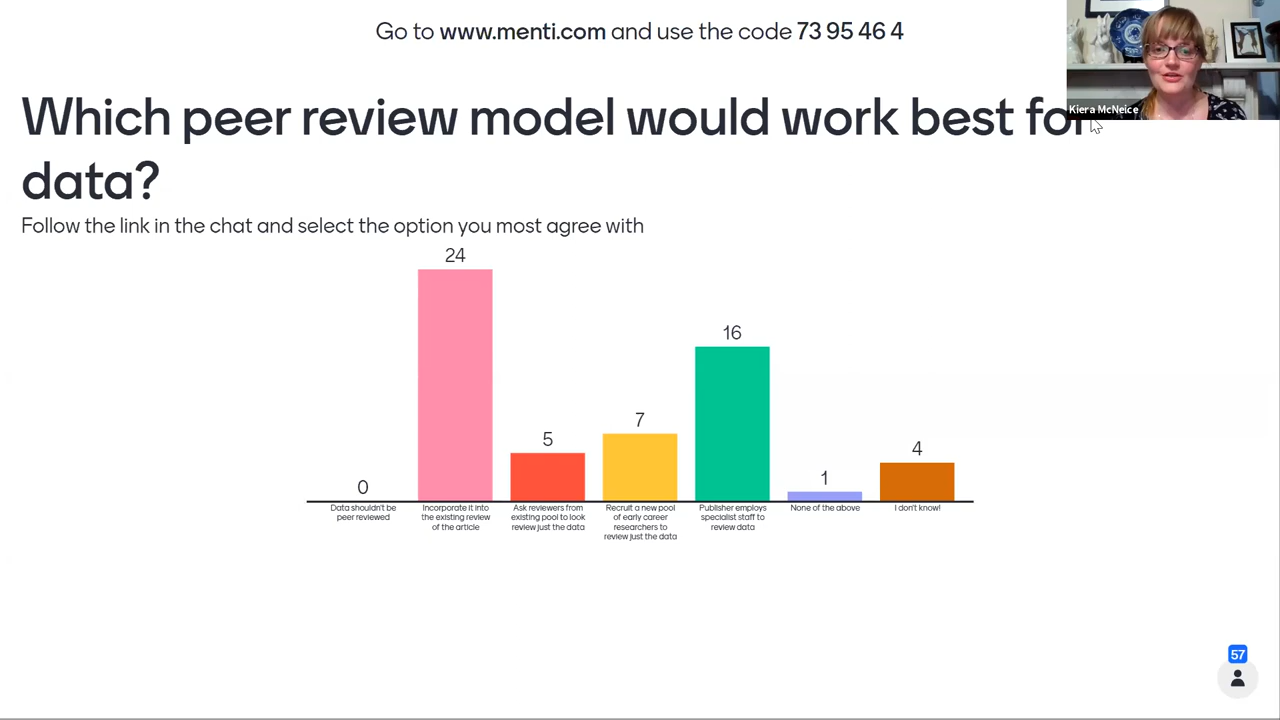 Go to www.menti.com and use the code 73 95 46 4
Kiera McNeice
Which peer review model would work best for
data?
Follow the link in the chat and select the option you most agree with
24
16
7
5
4
1
0
Data shouldn't be
peer reviewed
Incorporate it into
the existing review
of the article
Ask reviewers from
existing pool to look
review just the data
Recruit a new pool
of early career
researchers to
review just the data
Publisher employs
specialist staff to
review data
None of the above
I don't know!
57